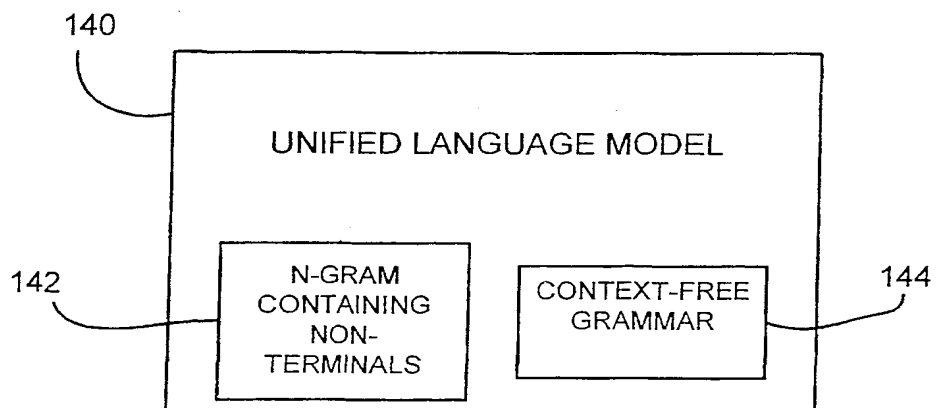 140
UNIFIED LANGUAGE MODEL
142
N-GRAM
CONTAINING
NON-
TERMINALS
CONTEXT-FREE
GRAMMAR
144